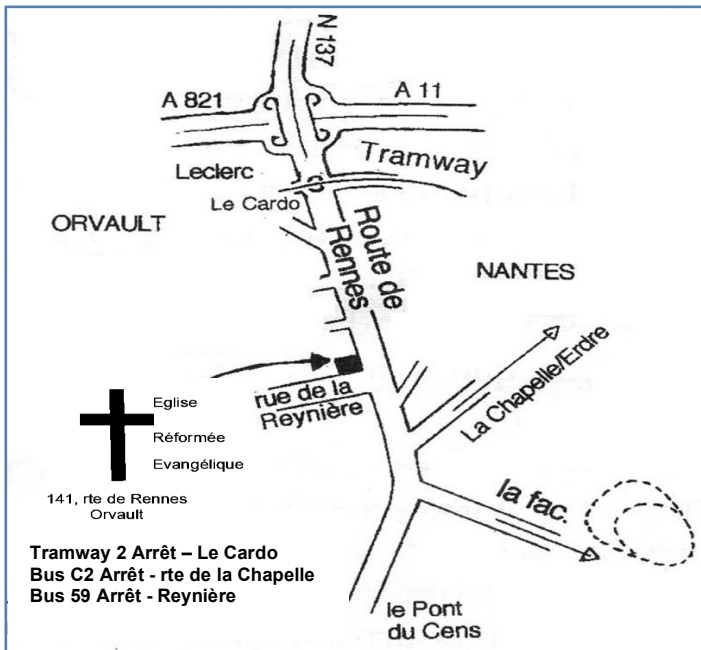 N 137
A 821
A 11
Leclerc
Tramway
Le Cardo
ORVAULT
Route de
Rennes
NANTES
rue de la
Reynière
La Chapelle/Erdre
Eglise
Réformée
Evangélique
141, rte de Rennes
Orvault
la fac.
Tramway 2 Arrêt – Le Cardo
Bus C2 Arrêt - rte de la Chapelle
Bus 59 Arrêt - Reynière
le Pont
du Cens